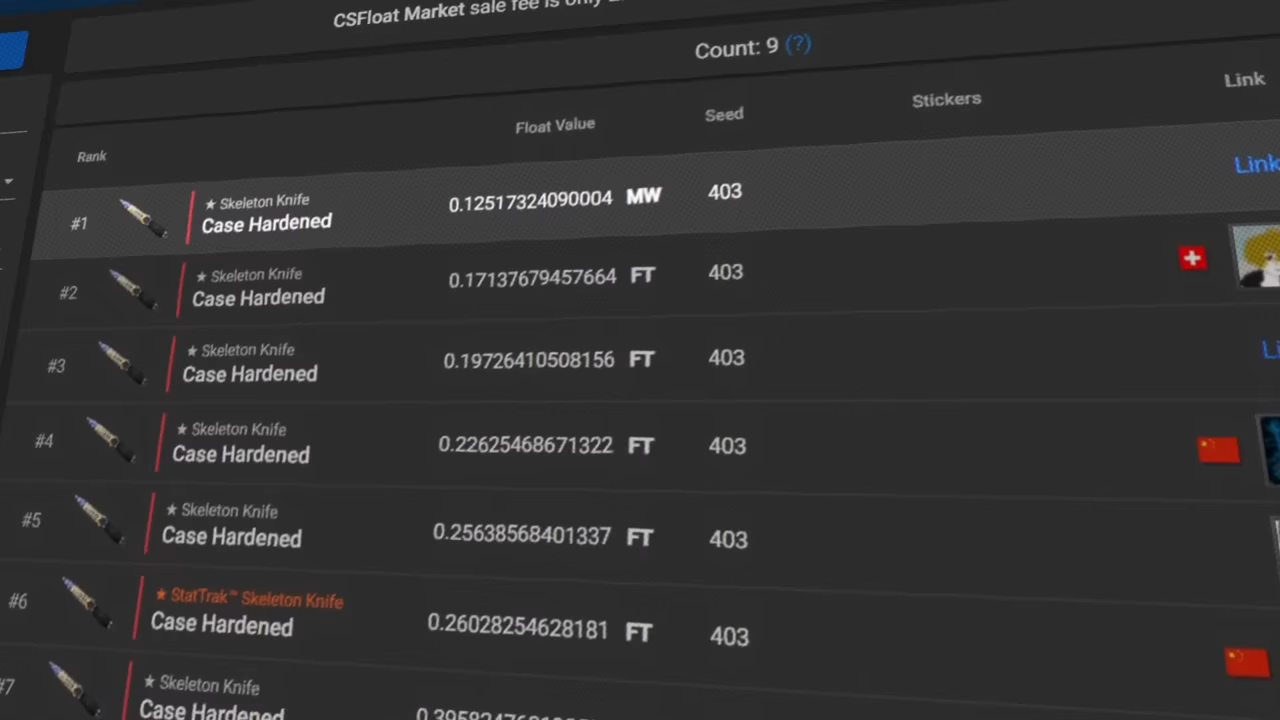 CSFloat Market sale fee is only
Count: 9 (?)
Rank Float Value Seed Stickers Link
#1 ★ Skeleton Knife Case Hardened 0.12517324090004 MW 403 Link
#2 ★ Skeleton Knife Case Hardened 0.17137679457664 FT 403
#3 ★ Skeleton Knife Case Hardened 0.19726410508156 FT 403
#4 ★ Skeleton Knife Case Hardened 0.22625468671322 FT 403
#5 ★ Skeleton Knife Case Hardened 0.25638568401337 FT 403
#6 ★ StatTrak™ Skeleton Knife Case Hardened 0.26028254628181 FT 403
#7 ★ Skeleton Knife Case Hardened